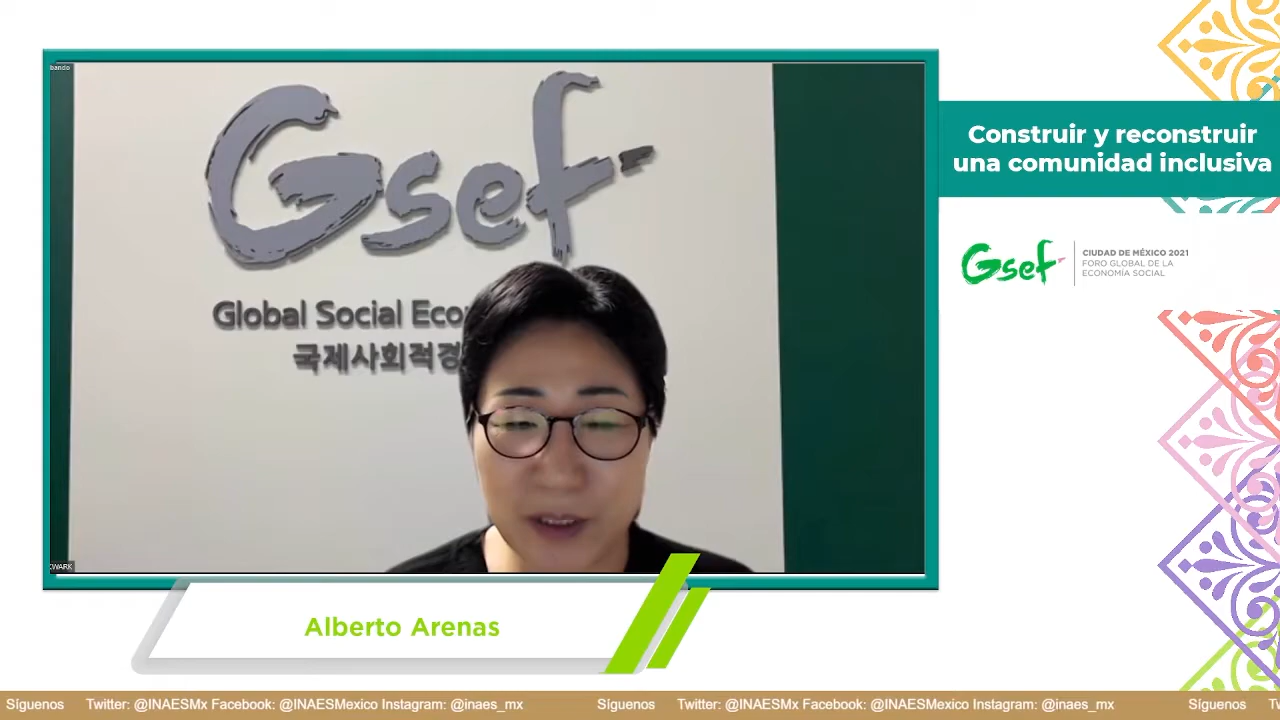 bando
Gsef
Global Social Eco
국제사회적경
ZWARK
Construir y reconstruir
una comunidad inclusiva
Gsef
CIUDAD DE MÉXICO 2021
FORO GLOBAL DE LA
ECONOMÍA SOCIAL
Alberto Arenas
Síguenos Twitter: @INAESMx Facebook: @INAESMexico Instagram: @inaes_mx Síguenos Twitter: @INAESMx Facebook: @INAESMexico Instagram: @inaes_mx Síguenos